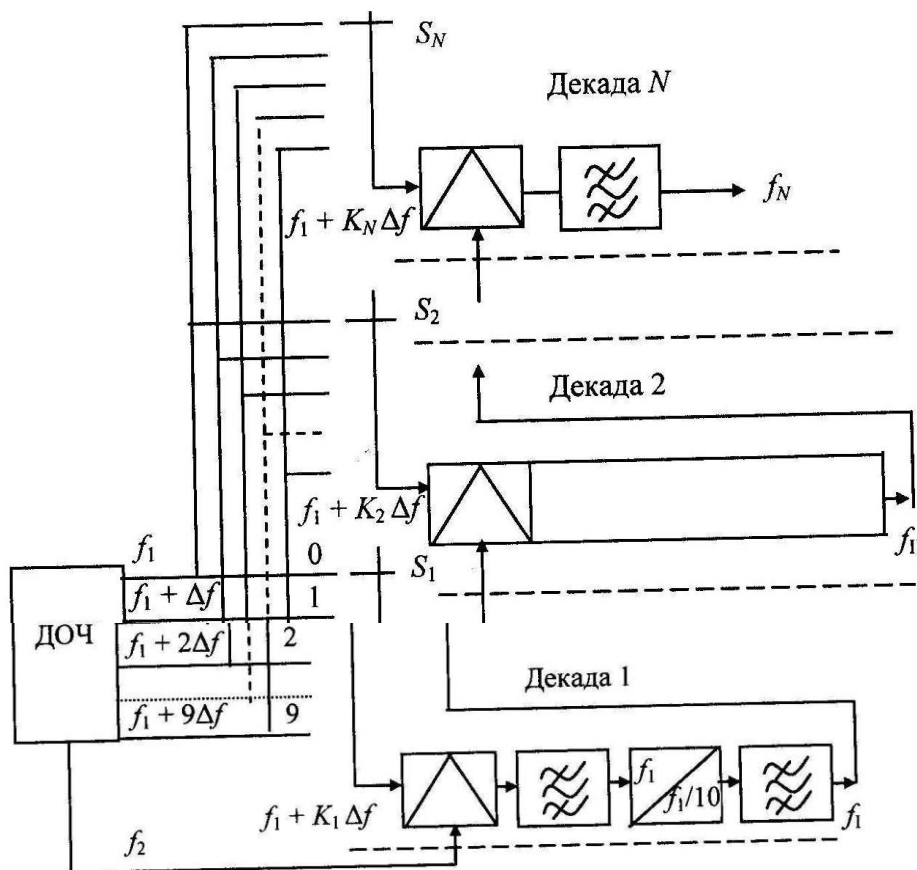 S_N
Декада N
f_1 + K_N Δf
f_N
S_2
Декада 2
f_1 + K_2 Δf
f_1
f_1
0
S_1
f_1 + Δf
1
ДОЧ
f_1 + 2Δf
2
Декада 1
f_1 + 9Δf
9
f_1
f_1/10
f_1 + K_1 Δf
f_1
f_2